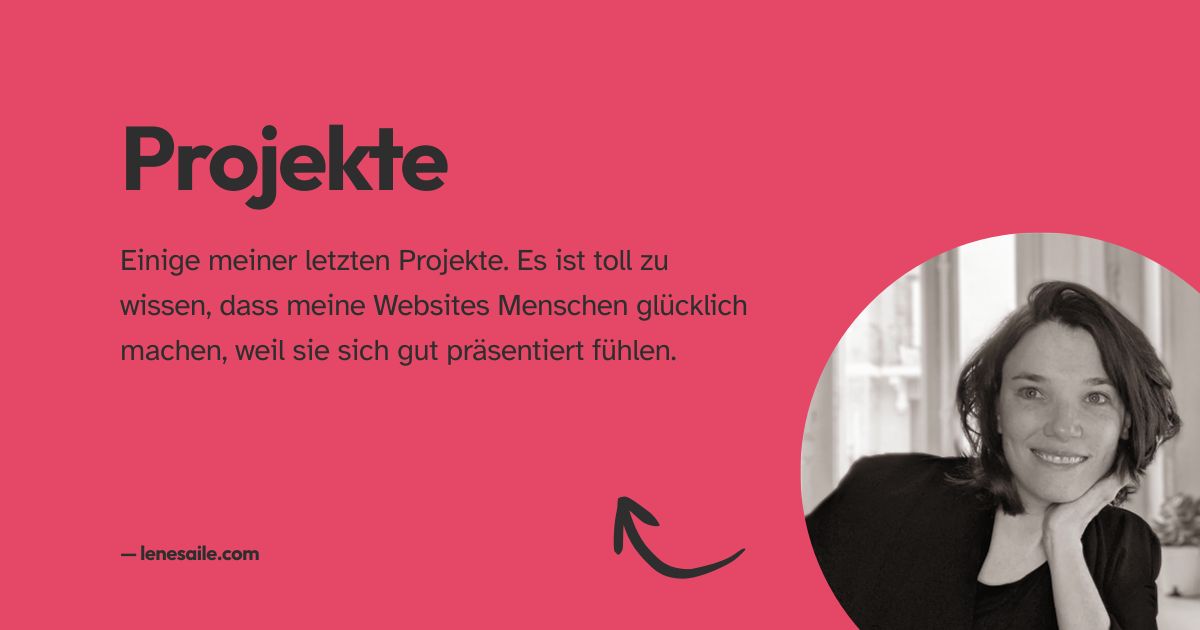 Projekte
Einige meiner letzten Projekte. Es ist toll zu
wissen, dass meine Websites Menschen glücklich
machen, weil sie sich gut präsentiert fühlen.
— lenesaile.com